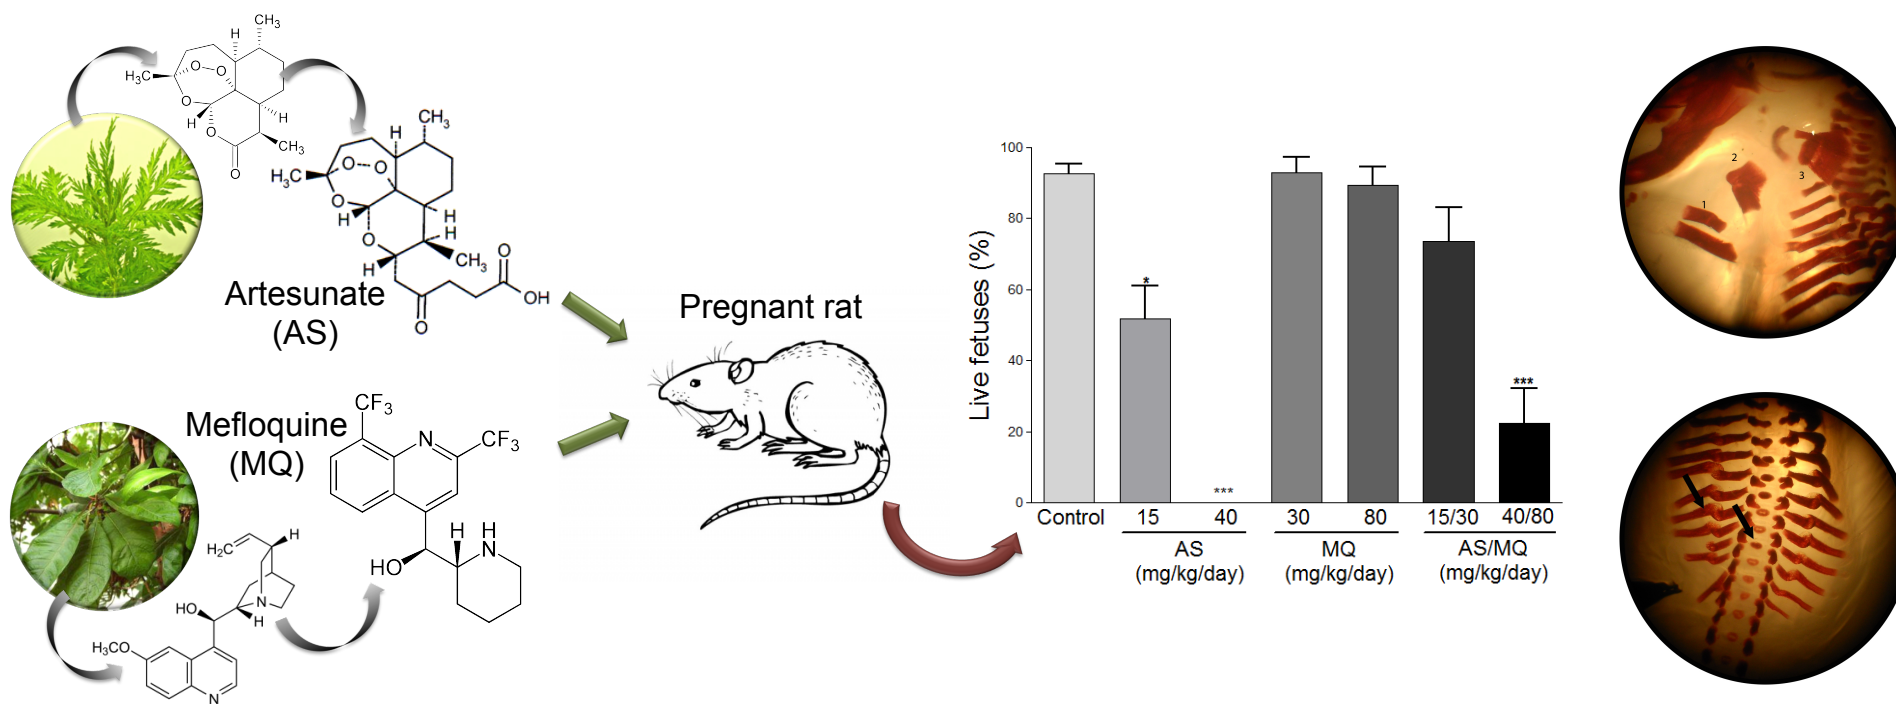 CH₃
H
O
O
H₃C
O
H
H
O
CH₃
O
CH₃
H
O
O
H₃C
O
H
H
O
H
H
CH₃
O
OH
O
Artesunate
(AS)
Mefloquine
(MQ)
CF₃
N
CF₃
H
N
H
HO
H₂C
H
HO
N
H
H₃CO
N
Pregnant rat
Live fetuses (%)
100
80
60
40
20
0
*
***
***
Control
15
40
30
80
15/30
40/80
AS
(mg/kg/day)
MQ
(mg/kg/day)
AS/MQ
(mg/kg/day)
1
2
3